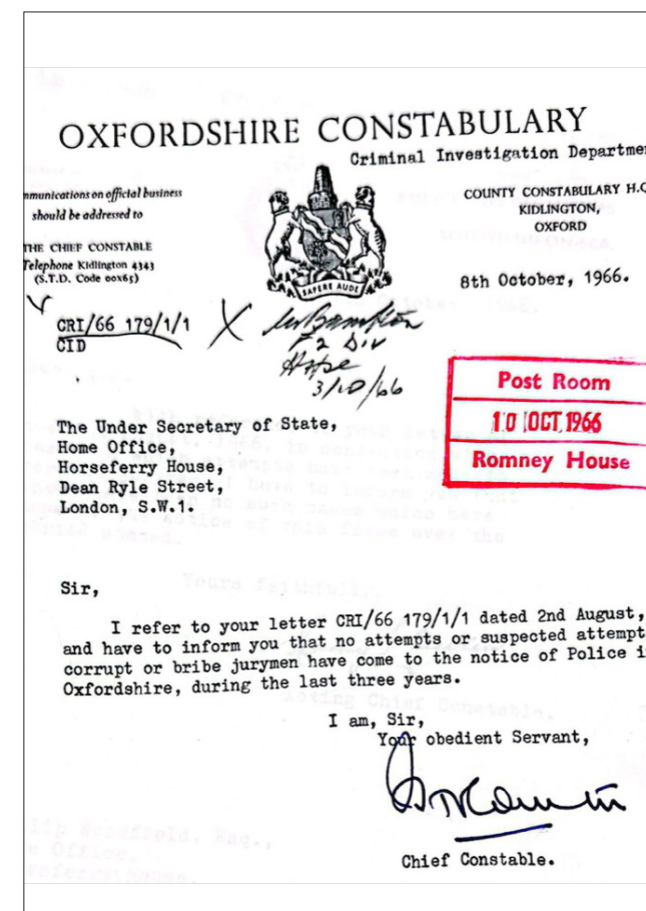 OXFORDSHIRE CONSTABULARY
Criminal Investigation Departme
mmunications on official business
should be addressed to
THE CHIEF CONSTABLE
Telephone Kidlington 4343
(S.T.D. Code 00865)
COUNTY CONSTABULARY H.Q
KIDLINGTON,
OXFORD
SAPERE AUDE
8th October, 1966.
CRI/66 179/1/1
CID
X
F2 Div
3/10/66
Post Room
10 OCT 1966
Romney House
The Under Secretary of State,
Home Office,
Horseferry House,
Dean Ryle Street,
London, S.W.1.
Sir,
I refer to your letter CRI/66 179/1/1 dated 2nd August,
and have to inform you that no attempts or suspected attempt
corrupt or bribe jurymen have come to the notice of Police i
Oxfordshire, during the last three years.
I am, Sir,
Your obedient Servant,
Chief Constable.